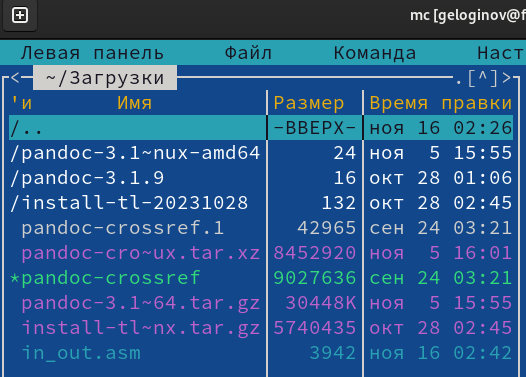 mc [geloginov@f
Левая панель Файл Команда Наст
<— ~/Загрузки .[^]>
'и Имя Размер Время правки
/.. -ВВЕРХ- ноя 16 02:26
/pandoc-3.1~nux-amd64 24 ноя 5 15:55
/pandoc-3.1.9 16 окт 28 01:06
/install-tl-20231028 132 окт 28 02:45
pandoc-crossref.1 42965 сен 24 03:21
pandoc-cro~ux.tar.xz 8452920 ноя 5 16:01
*pandoc-crossref 9027636 сен 24 03:21
pandoc-3.1~64.tar.gz 30448K ноя 5 15:55
install-tl~nx.tar.gz 5740435 окт 28 02:45
in_out.asm 3942 ноя 16 02:42